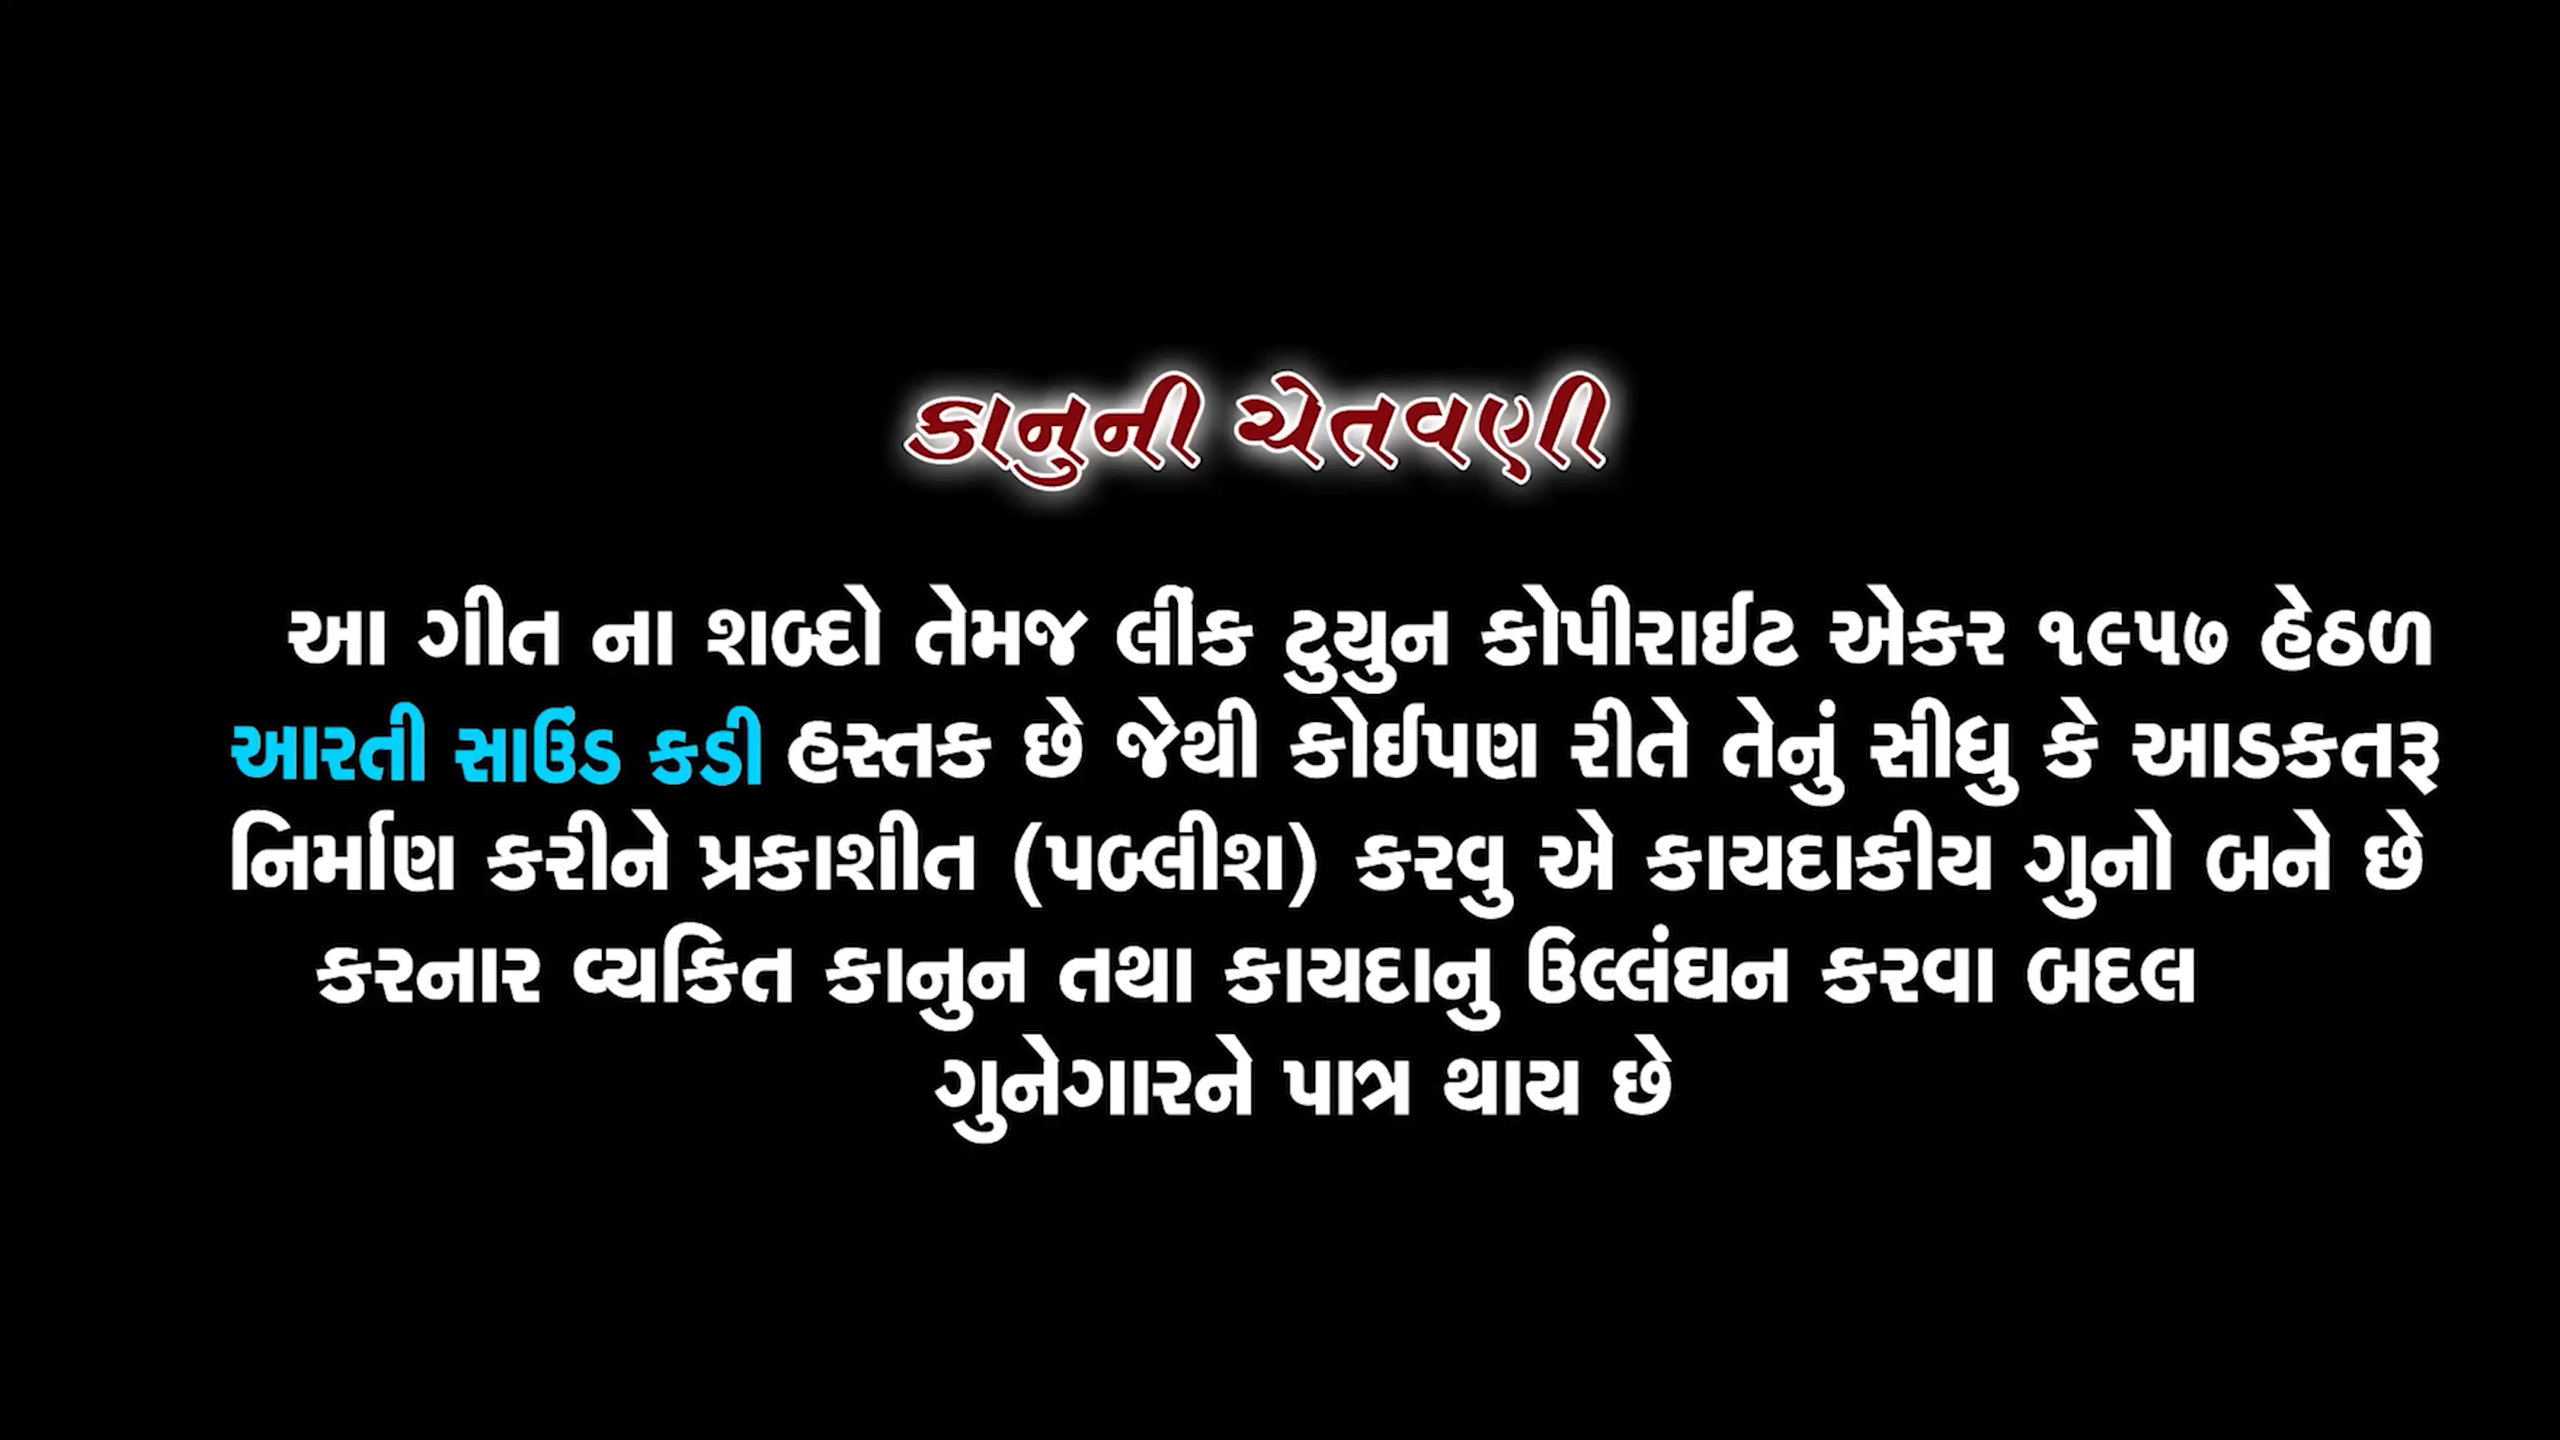 કાનુની ચેતવણી
આ ગીત ના શબ્દો તેમજ લીંક ટુયુન કોપીરાઈટ એકર ૧૯૫૭ હેઠળ
આરતી સાઉંડ કડી હસ્તક છે જેથી કોઈપણ રીતે તેનું સીધુ કે આડકતરૂ
નિર્માણ કરીને પ્રકાશીત (પબ્લીશ) કરવુ એ કાયદાકીય ગુનો બને છે
કરનાર વ્યકિત કાનુન તથા કાયદાનુ ઉલ્લંઘન કરવા બદલ
ગુનેગારને પાત્ર થાય છે